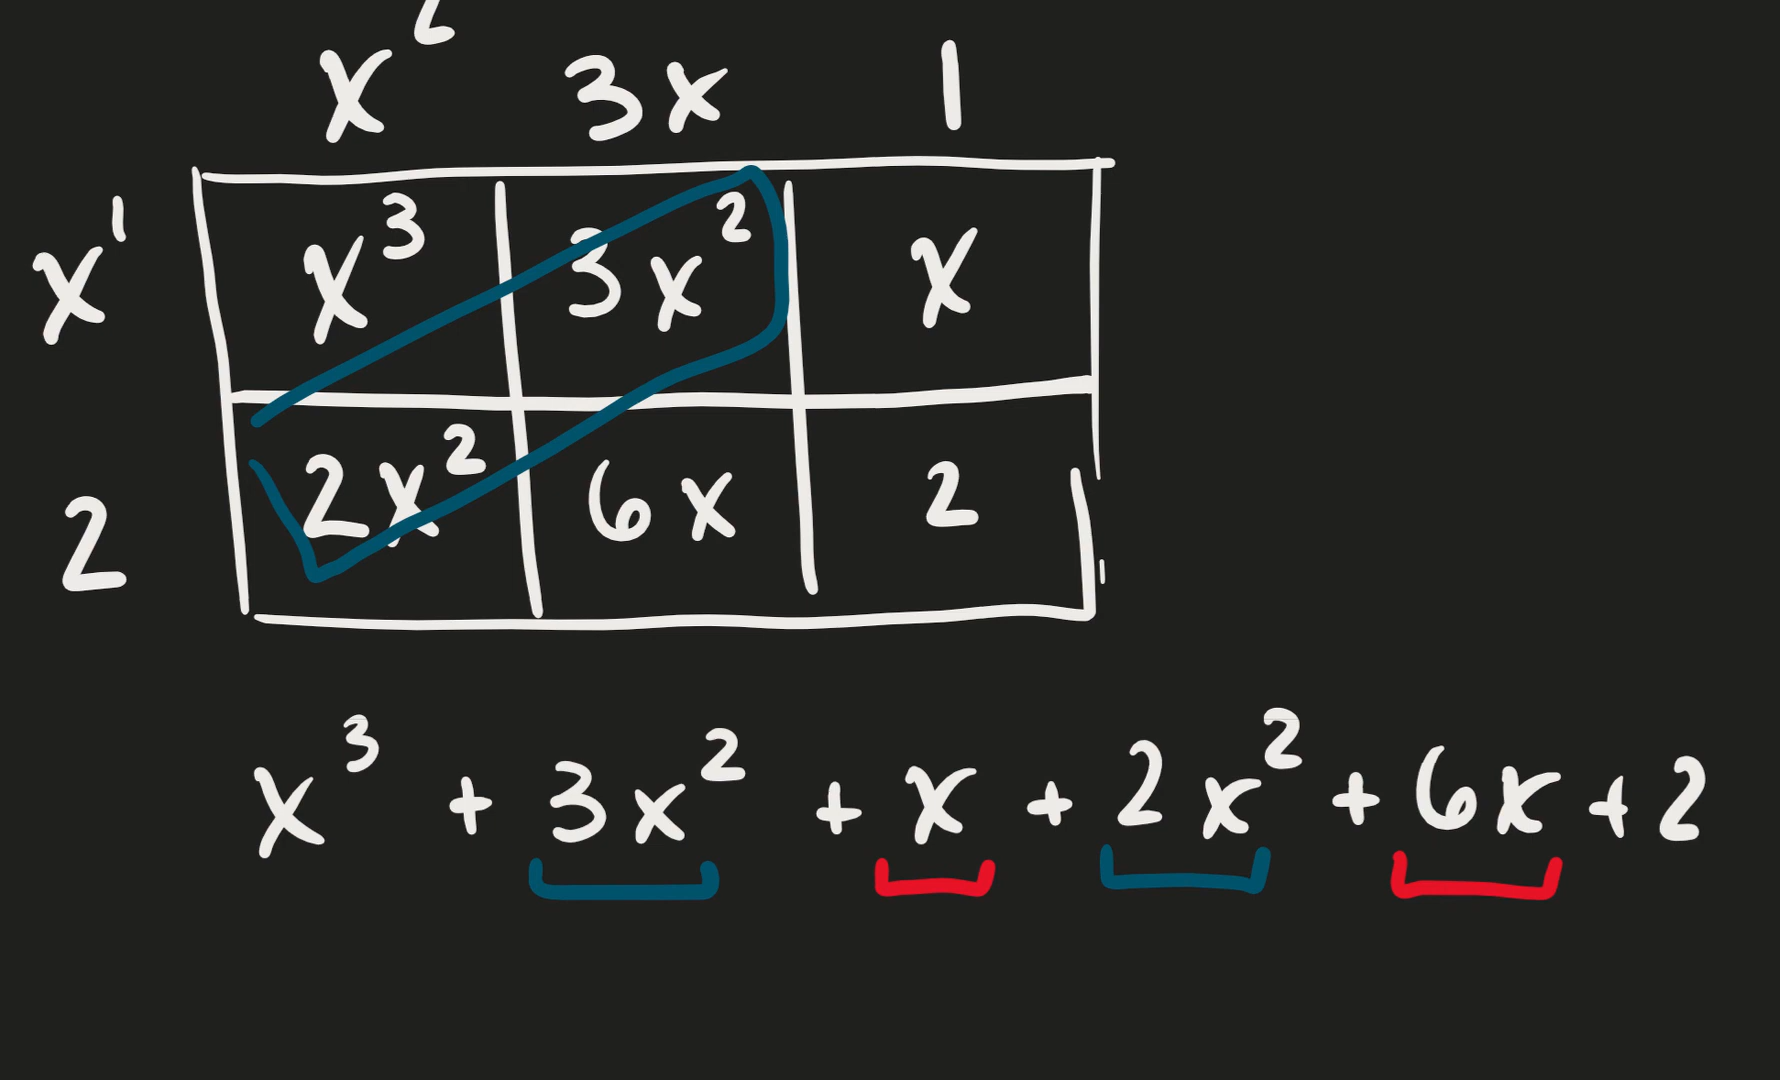 x² 3x 1
x¹ x³ 3x² x
2 2x² 6x 2
x³ + 3x² + x + 2x² + 6x + 2